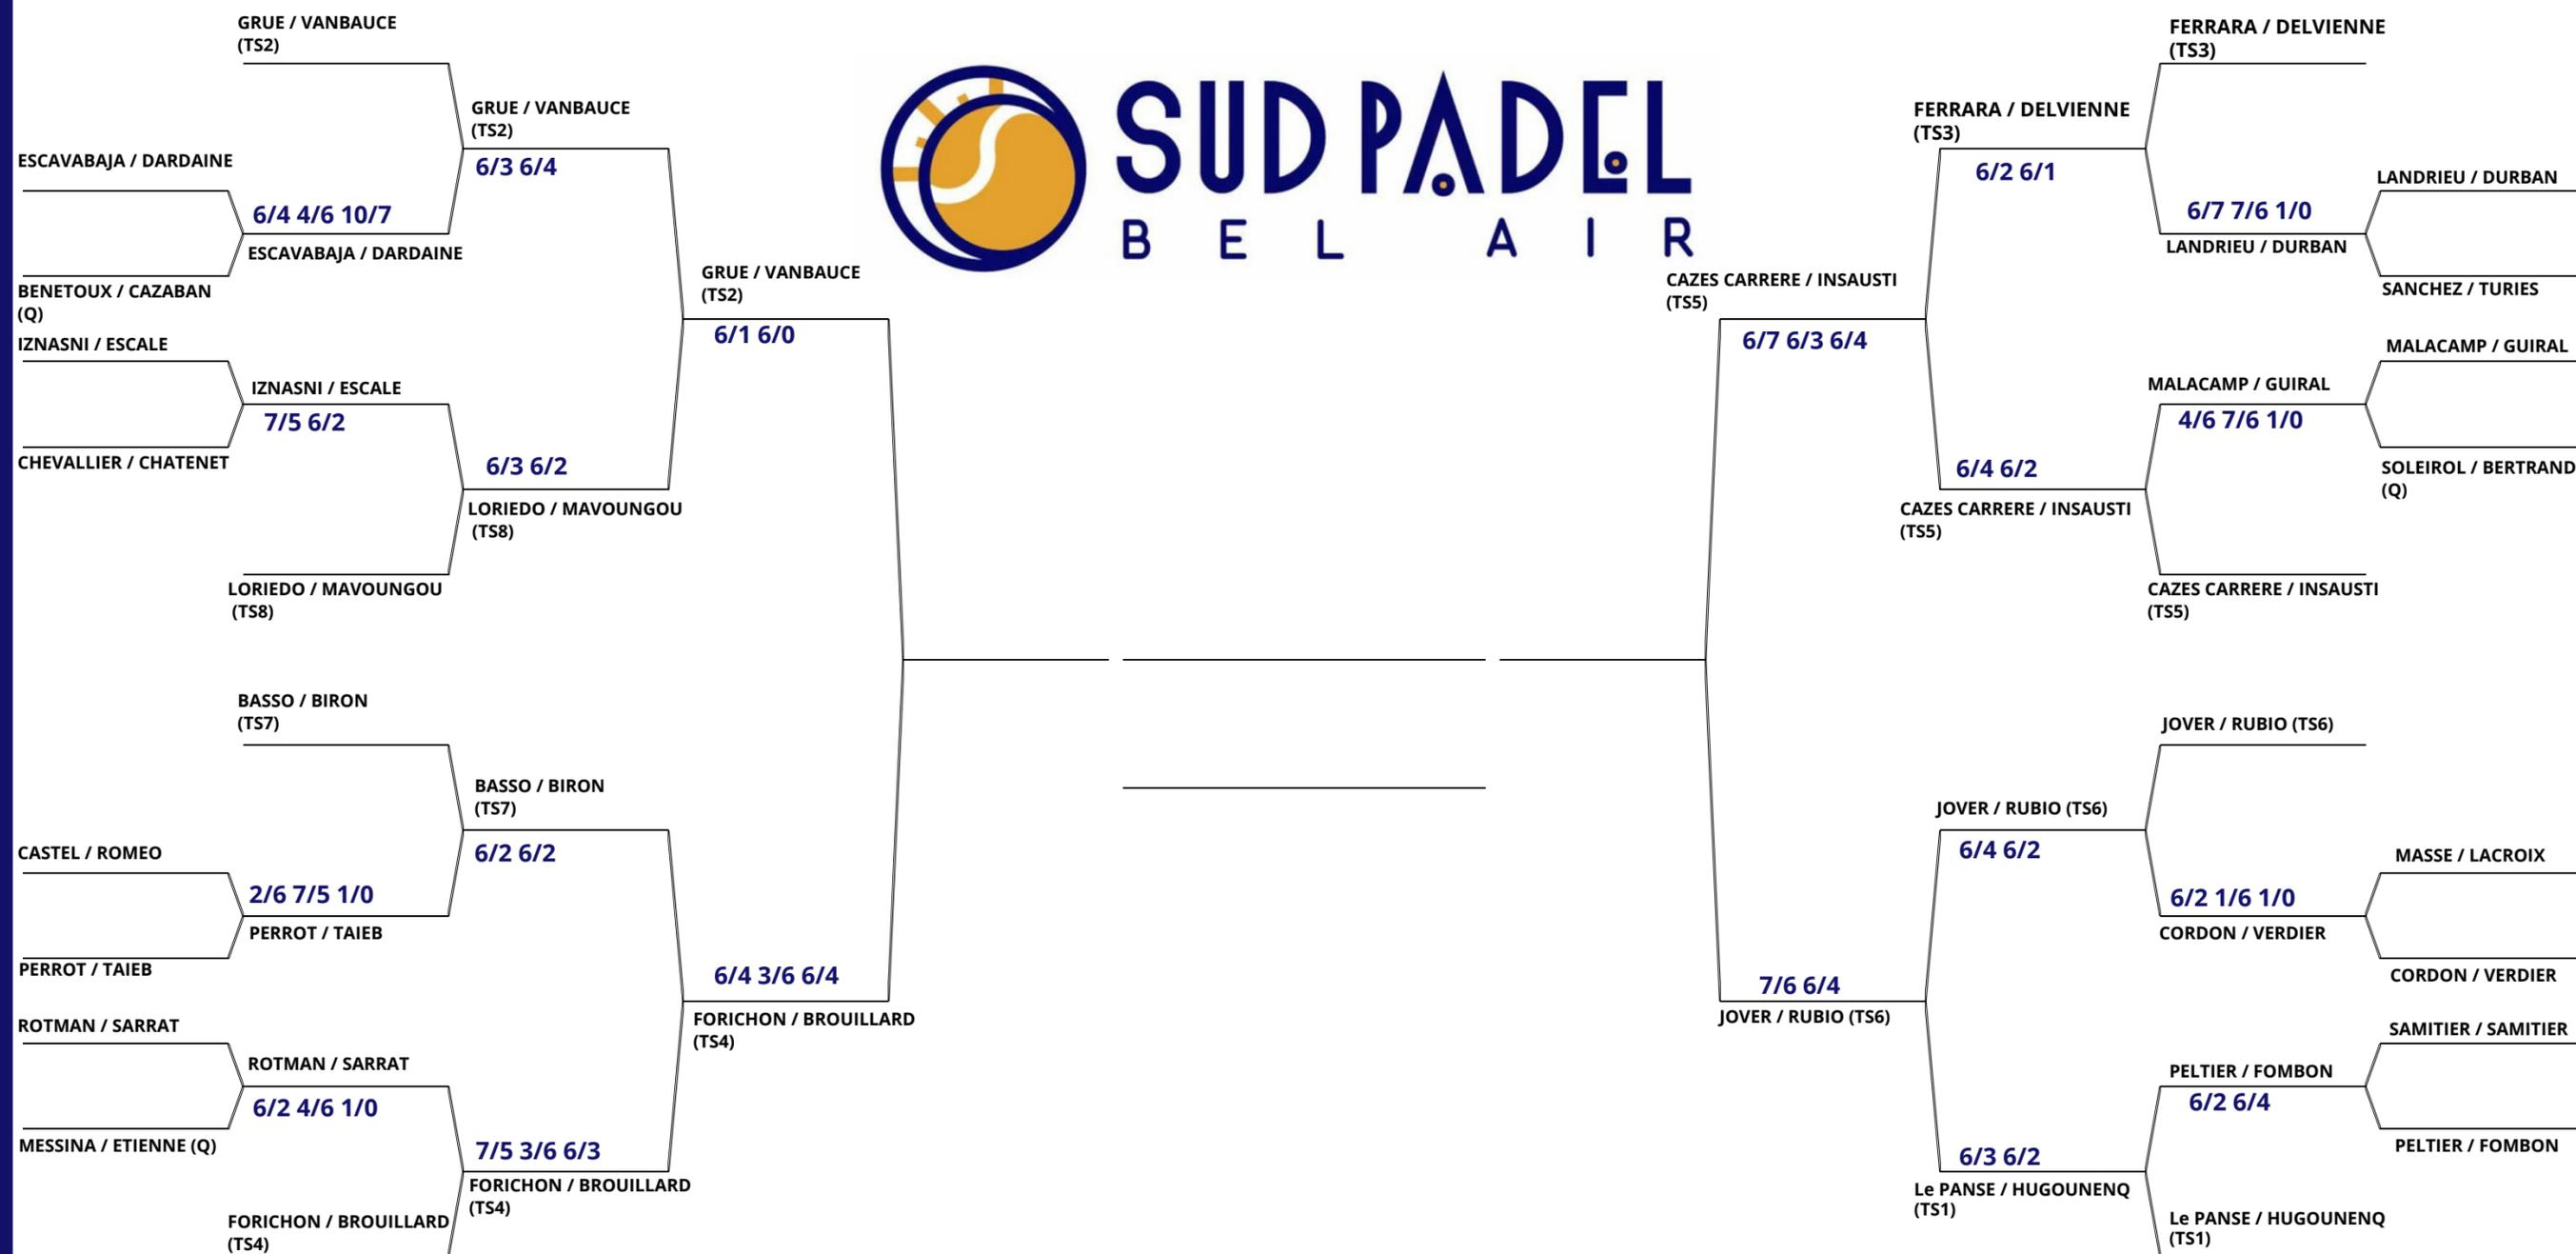 GRUE / VANBAUCE
(TS2)
GRUE / VANBAUCE
(TS2)
6/3 6/4
ESCAVABAJA / DARDAINE
6/4 4/6 10/7
ESCAVABAJA / DARDAINE
BENETOUX / CAZABAN
(Q)
GRUE / VANBAUCE
(TS2)
6/1 6/0
IZNASNI / ESCALE
IZNASNI / ESCALE
7/5 6/2
CHEVALLIER / CHATENET
6/3 6/2
LORIEDO / MAVOUNGOU
(TS8)
LORIEDO / MAVOUNGOU
(TS8)
BASSO / BIRON
(TS7)
BASSO / BIRON
(TS7)
6/2 6/2
CASTEL / ROMEO
2/6 7/5 1/0
PERROT / TAIEB
PERROT / TAIEB
6/4 3/6 6/4
FORICHON / BROUILLARD
(TS4)
ROTMAN / SARRAT
ROTMAN / SARRAT
6/2 4/6 1/0
MESSINA / ETIENNE (Q)
7/5 3/6 6/3
FORICHON / BROUILLARD
(TS4)
FORICHON / BROUILLARD
(TS4)
SUD PADEL
BEL AIR
FERRARA / DELVIENNE
(TS3)
FERRARA / DELVIENNE
(TS3)
6/2 6/1
LANDRIEU / DURBAN
6/7 7/6 1/0
LANDRIEU / DURBAN
SANCHEZ / TURIES
CAZES CARRERE / INSAUSTI
(TS5)
6/7 6/3 6/4
MALACAMP / GUIRAL
MALACAMP / GUIRAL
4/6 7/6 1/0
SOLEIROL / BERTRAND
(Q)
6/4 6/2
CAZES CARRERE / INSAUSTI
(TS5)
CAZES CARRERE / INSAUSTI
(TS5)
JOVER / RUBIO (TS6)
JOVER / RUBIO (TS6)
6/4 6/2
MASSE / LACROIX
6/2 1/6 1/0
CORDON / VERDIER
CORDON / VERDIER
7/6 6/4
JOVER / RUBIO (TS6)
SAMITIER / SAMITIER
PELTIER / FOMBON
6/2 6/4
PELTIER / FOMBON
6/3 6/2
Le PANSE / HUGOUNENQ
(TS1)
Le PANSE / HUGOUNENQ
(TS1)